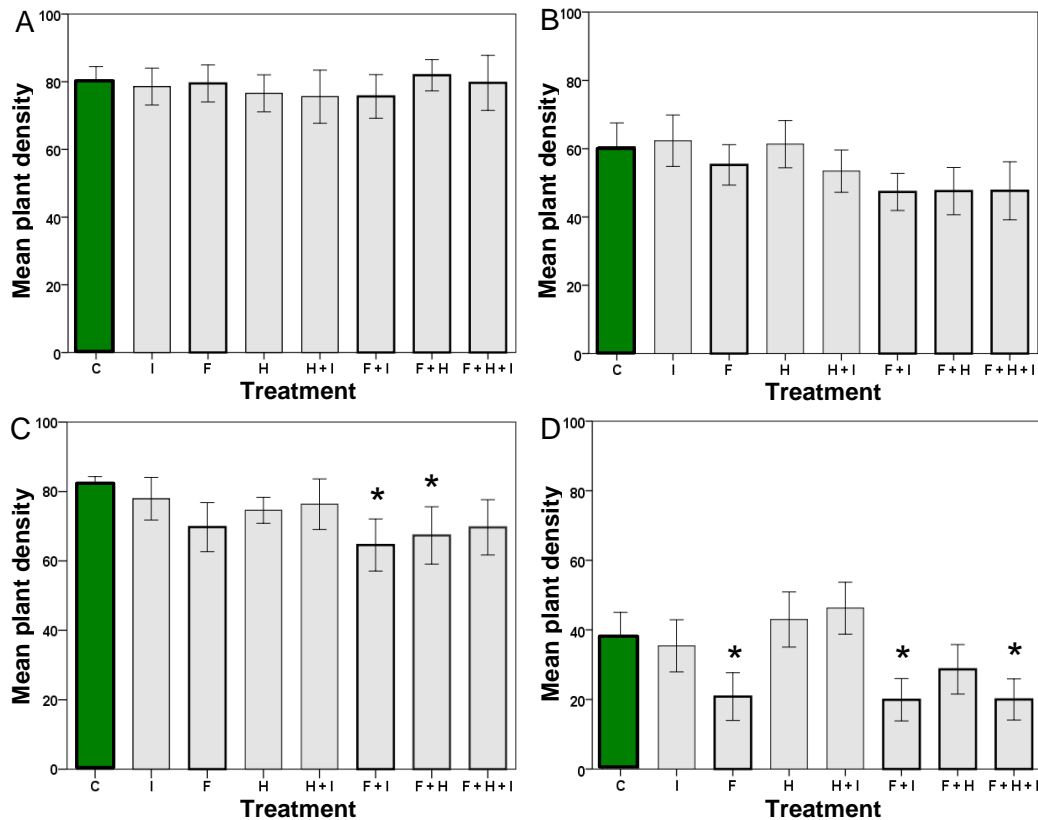 A
Mean plant density
100
80
60
40
20
0
C I F H H + I F + I F + H F + H + I
Treatment
B
Mean plant density
100
80
60
40
20
0
C I F H H + I F + I F + H F + H + I
Treatment
C
Mean plant density
100
80
60
40
20
0
* *
C I F H H + I F + I F + H F + H + I
Treatment
D
Mean plant density
100
80
60
40
20
0
* * *
C I F H H + I F + I F + H F + H + I
Treatment